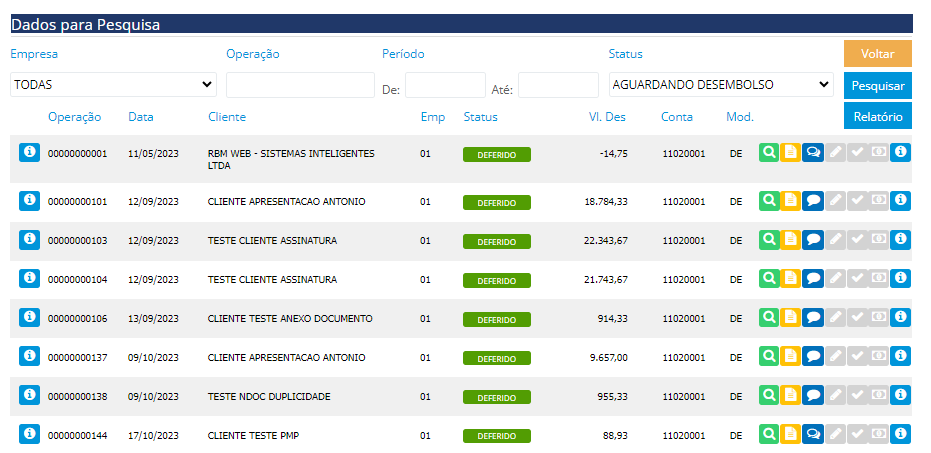 Dados para Pesquisa
Empresa Operação Período Status Voltar
TODAS De: Até: AGUARDANDO DESEMBOLSO Pesquisar
Operação Data Cliente Emp Status Vl. Des Conta Mod. Relatório
00000000001 11/05/2023 RBM WEB - SISTEMAS INTELIGENTES 01 DEFERIDO -14,75 11020001 DE
LTDA
00000000101 12/09/2023 CLIENTE APRESENTACAO ANTONIO 01 DEFERIDO 18.784,33 11020001 DE
00000000103 12/09/2023 TESTE CLIENTE ASSINATURA 01 DEFERIDO 22.343,67 11020001 DE
00000000104 12/09/2023 TESTE CLIENTE ASSINATURA 01 DEFERIDO 21.743,67 11020001 DE
00000000106 13/09/2023 CLIENTE TESTE ANEXO DOCUMENTO 01 DEFERIDO 914,33 11020001 DE
00000000137 09/10/2023 CLIENTE APRESENTACAO ANTONIO 01 DEFERIDO 9.657,00 11020001 DE
00000000138 09/10/2023 TESTE NDOC DUPLICIDADE 01 DEFERIDO 955,33 11020001 DE
00000000144 17/10/2023 CLIENTE TESTE PMP 01 DEFERIDO 88,93 11020001 DE